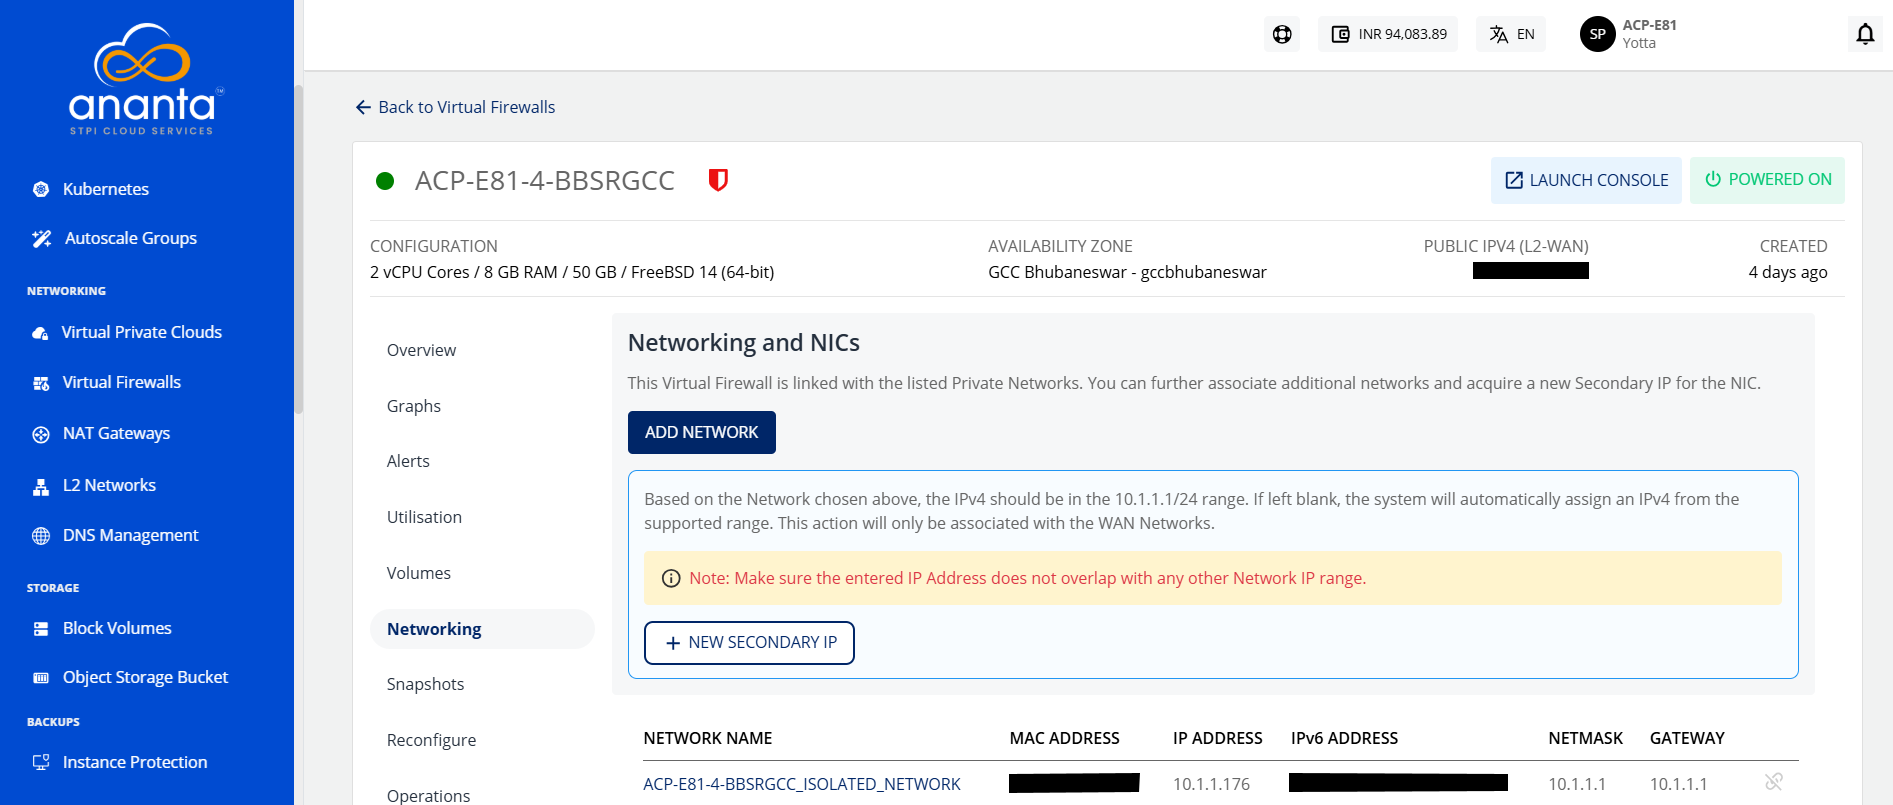 ananta™
STPI CLOUD SERVICES
Kubernetes
Autoscale Groups
NETWORKING
Virtual Private Clouds
Virtual Firewalls
NAT Gateways
L2 Networks
DNS Management
STORAGE
Block Volumes
Object Storage Bucket
BACKUPS
Instance Protection
INR 94,083.89
EN
SP
ACP-E81
Yotta
Back to Virtual Firewalls
ACP-E81-4-BBSRGCC
LAUNCH CONSOLE
POWERED ON
CONFIGURATION
2 vCPU Cores / 8 GB RAM / 50 GB / FreeBSD 14 (64-bit)
AVAILABILITY ZONE
GCC Bhubaneswar - gccbhubaneswar
PUBLIC IPV4 (L2-WAN)
CREATED
4 days ago
Overview
Graphs
Alerts
Utilisation
Volumes
Networking
Snapshots
Reconfigure
Operations
Networking and NICs
This Virtual Firewall is linked with the listed Private Networks. You can further associate additional networks and acquire a new Secondary IP for the NIC.
ADD NETWORK
Based on the Network chosen above, the IPv4 should be in the 10.1.1.1/24 range. If left blank, the system will automatically assign an IPv4 from the
supported range. This action will only be associated with the WAN Networks.
Note: Make sure the entered IP Address does not overlap with any other Network IP range.
+ NEW SECONDARY IP
NETWORK NAME MAC ADDRESS IP ADDRESS IPv6 ADDRESS NETMASK GATEWAY
ACP-E81-4-BBSRGCC_ISOLATED_NETWORK 10.1.1.176 10.1.1.1 10.1.1.1